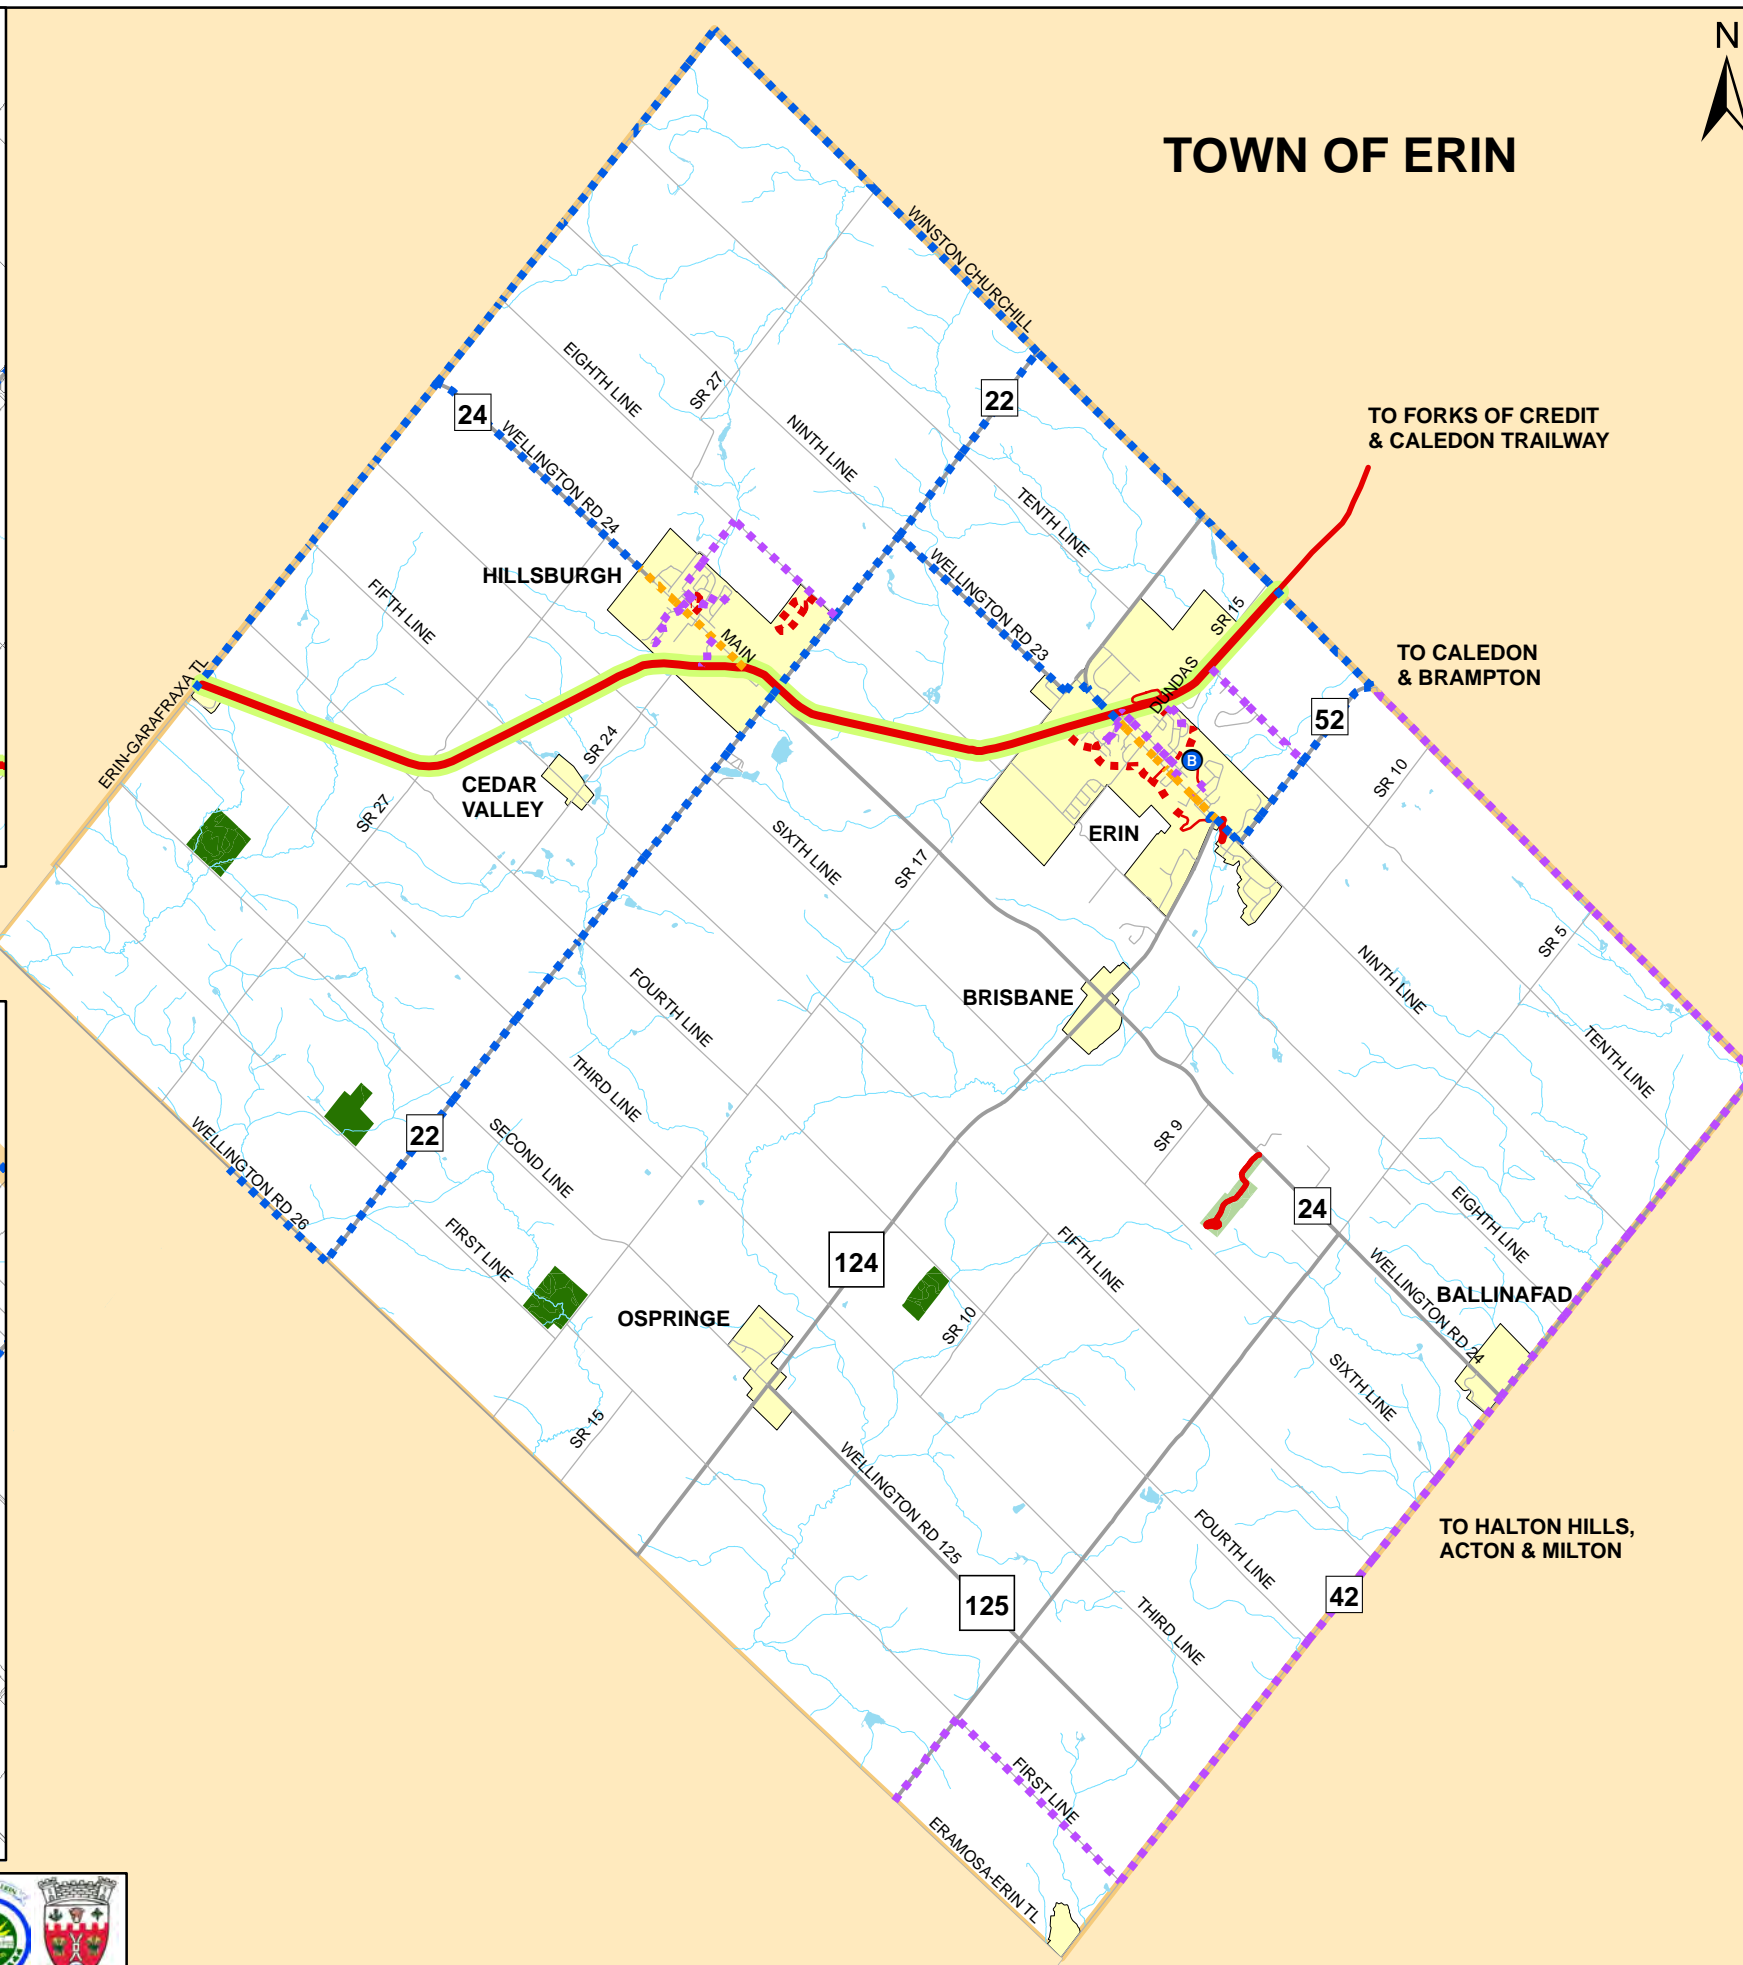 N
TOWN OF ERIN
WINSTON CHURCHILL
EIGHTH LINE
SR 27
22
24
TO FORKS OF CREDIT
& CALEDON TRAILWAY
WELLINGTON RD 24
NINTH LINE
TENTH LINE
HILLSBURGH
WELLINGTON RD 23
FIFTH LINE
MAIN
SR 15
DUNDAS
TO CALEDON
& BRAMPTON
ERIN-GARAFRAXA TL
52
SR 24
CEDAR
VALLEY
B
SR 10
SR 27
SIXTH LINE
ERIN
SR 17
SR 5
NINTH LINE
FOURTH LINE
BRISBANE
TENTH LINE
THIRD LINE
SECOND LINE
22
SR 9
WELLINGTON RD 26
24
EIGHTH LINE
FIRST LINE
124
FIFTH LINE
WELLINGTON RD 24
BALLINAFAD
OSPRINGE
SR 10
SIXTH LINE
SR 15
WELLINGTON RD 125
TO HALTON HILLS,
ACTON & MILTON
FOURTH LINE
125
42
THIRD LINE
FIRST LINE
ERAMOSA-ERIN TL